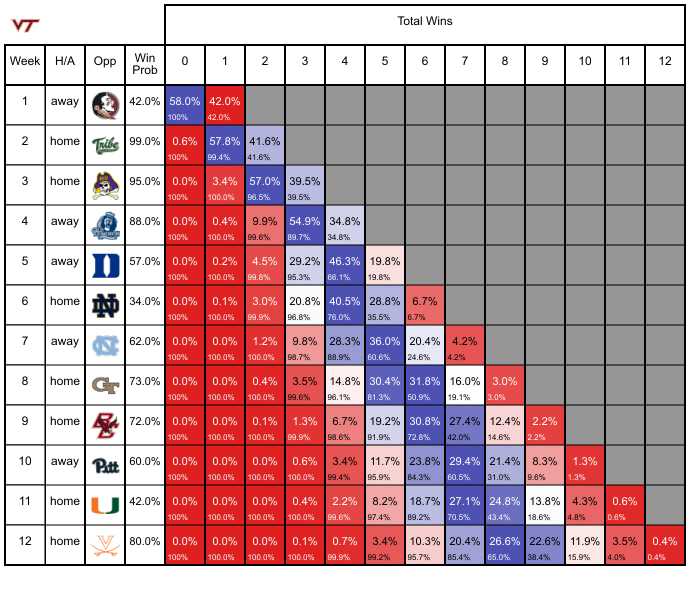 VT
Total Wins
Week H/A Opp Win Prob 0 1 2 3 4 5 6 7 8 9 10 11 12
1 away 42.0% 58.0% 42.0%
100% 42.0%
2 home Tribe 99.0% 0.6% 57.8% 41.6%
100% 99.4% 41.6%
3 home 95.0% 0.0% 3.4% 57.0% 39.5%
100% 100.0% 96.5% 39.5%
4 away 88.0% 0.0% 0.4% 9.9% 54.9% 34.8%
100% 100.0% 99.6% 89.7% 34.8%
5 away D 57.0% 0.0% 0.2% 4.5% 29.2% 46.3% 19.8%
100% 100.0% 99.8% 95.3% 66.1% 19.8%
6 home ND 34.0% 0.0% 0.1% 3.0% 20.8% 40.5% 28.8% 6.7%
100% 100.0% 99.9% 96.8% 76.0% 35.5% 6.7%
7 away NC 62.0% 0.0% 0.0% 1.2% 9.8% 28.3% 36.0% 20.4% 4.2%
100% 100.0% 100.0% 98.7% 88.9% 60.6% 24.6% 4.2%
8 home GT 73.0% 0.0% 0.0% 0.4% 3.5% 14.8% 30.4% 31.8% 16.0% 3.0%
100% 100.0% 100.0% 99.6% 96.1% 81.3% 50.9% 19.1% 3.0%
9 home BC 72.0% 0.0% 0.0% 0.1% 1.3% 6.7% 19.2% 30.8% 27.4% 12.4% 2.2%
100% 100.0% 100.0% 99.9% 98.6% 91.9% 72.8% 42.0% 14.6% 2.2%
10 away Pitt 60.0% 0.0% 0.0% 0.0% 0.6% 3.4% 11.7% 23.8% 29.4% 21.4% 8.3% 1.3%
100% 100.0% 100.0% 100.0% 99.4% 95.9% 84.3% 60.5% 31.0% 9.6% 1.3%
11 home U 42.0% 0.0% 0.0% 0.0% 0.4% 2.2% 8.2% 18.7% 27.1% 24.8% 13.8% 4.3% 0.6%
100% 100.0% 100.0% 100.0% 99.6% 97.4% 89.2% 70.5% 43.4% 18.6% 4.8% 0.6%
12 home V 80.0% 0.0% 0.0% 0.0% 0.1% 0.7% 3.4% 10.3% 20.4% 26.6% 22.6% 11.9% 3.5% 0.4%
100% 100.0% 100.0% 100.0% 99.9% 99.2% 95.7% 85.4% 65.0% 38.4% 15.9% 4.0% 0.4%